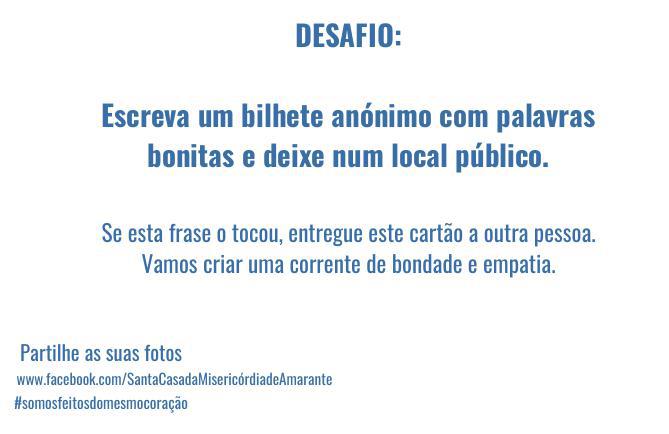 DESAFIO:
Escreva um bilhete anónimo com palavras
bonitas e deixe num local público.
Se esta frase o tocou, entregue este cartão a outra pessoa.
Vamos criar uma corrente de bondade e empatia.
Partilhe as suas fotos
www.facebook.com/SantaCasadaMisericórdiadeAmarante
#somosfeitosdomesmocoração